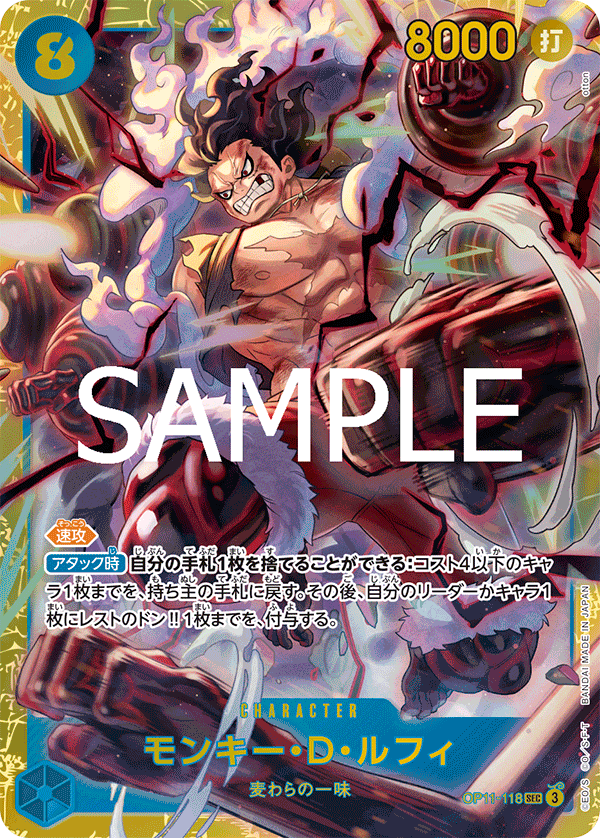 8
8000 打
otton
SAMPLE
速攻
アタック時 自分の手札1枚を捨てることができる：コスト4以下のキャ
ラ1枚までを、持ち主の手札に戻す。その後、自分のリーダーかキャラ1
枚にレストのドン!! 1枚までを、付与する。
CHARACTER
モンキー・D・ルフィ
麦わらの一味
OP11-118 SEC 3
©E.O./S. ©O./S.・F・T BANDAI MADE IN JAPAN